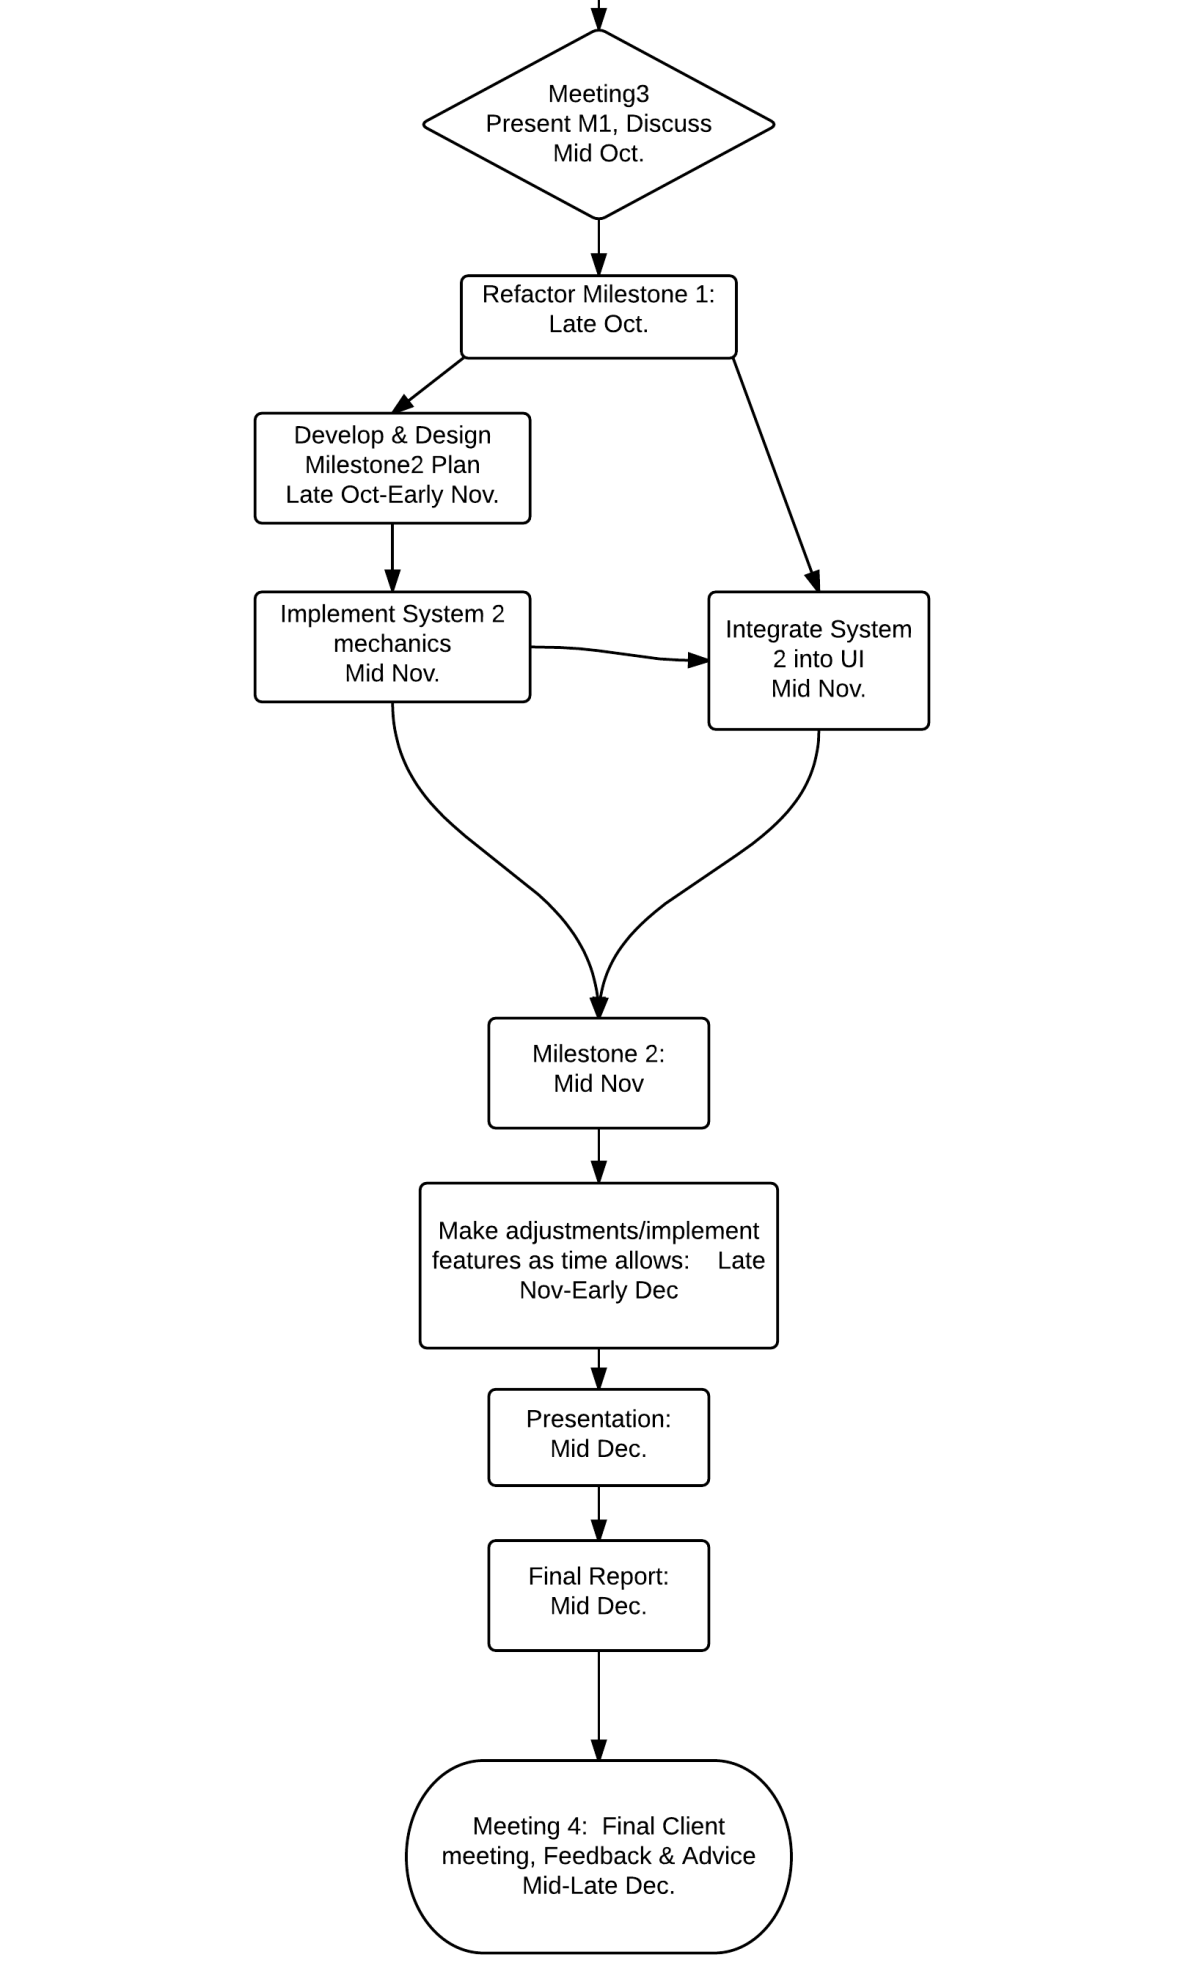 Meeting3
Present M1, Discuss
Mid Oct.
Refactor Milestone 1:
Late Oct.
Develop & Design
Milestone2 Plan
Late Oct-Early Nov.
Implement System 2
mechanics
Mid Nov.
Integrate System
2 into UI
Mid Nov.
Milestone 2:
Mid Nov
Make adjustments/implement
features as time allows:    Late
Nov-Early Dec
Presentation:
Mid Dec.
Final Report:
Mid Dec.
Meeting 4:  Final Client
meeting, Feedback & Advice
Mid-Late Dec.